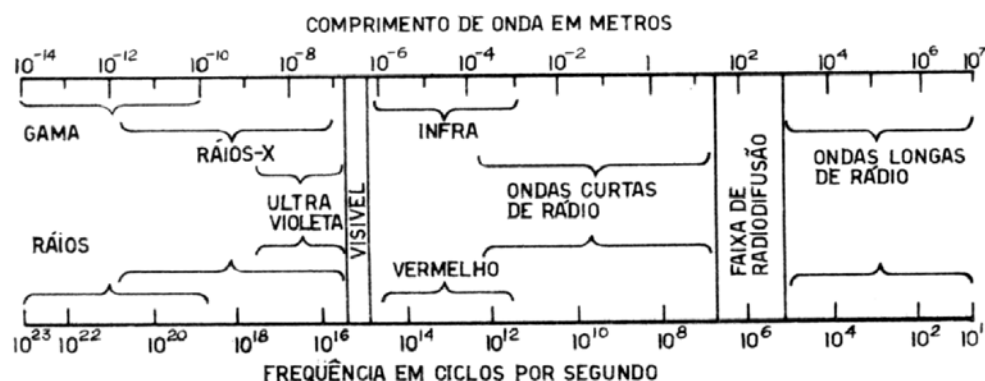 COMPRIMENTO DE ONDA EM METROS
10⁻¹⁴ 10⁻¹² 10⁻¹⁰ 10⁻⁸ 10⁻⁶ 10⁻⁴ 10⁻² 1 10² 10⁴ 10⁶ 10⁷
GAMA
RÁIOS-X
ULTRA
VIOLETA
RÁIOS
VISIVEL
INFRA
VERMELHO
ONDAS CURTAS
DE RÁDIO
FAIXA DE
RADIODIFUSÃO
ONDAS LONGAS
DE RÁDIO
10²³ 10²² 10²⁰ 10¹⁸ 10¹⁶ 10¹⁴ 10¹² 10¹⁰ 10⁸ 10⁶ 10⁴ 10² 10¹
FREQÜÊNCIA EM CICLOS POR SEGUNDO